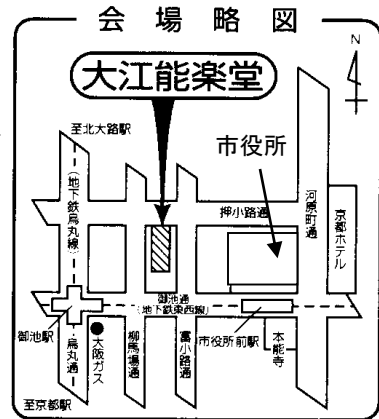 会場略図
N
大江能楽堂
至北大路駅
市役所
(地下鉄烏丸線)
押小路通
河原町通
京都ホテル
御池通
(地下鉄東西線)
御池駅
烏丸通
大阪ガス
柳馬場通
富小路通
市役所前駅
本能寺
至京都駅